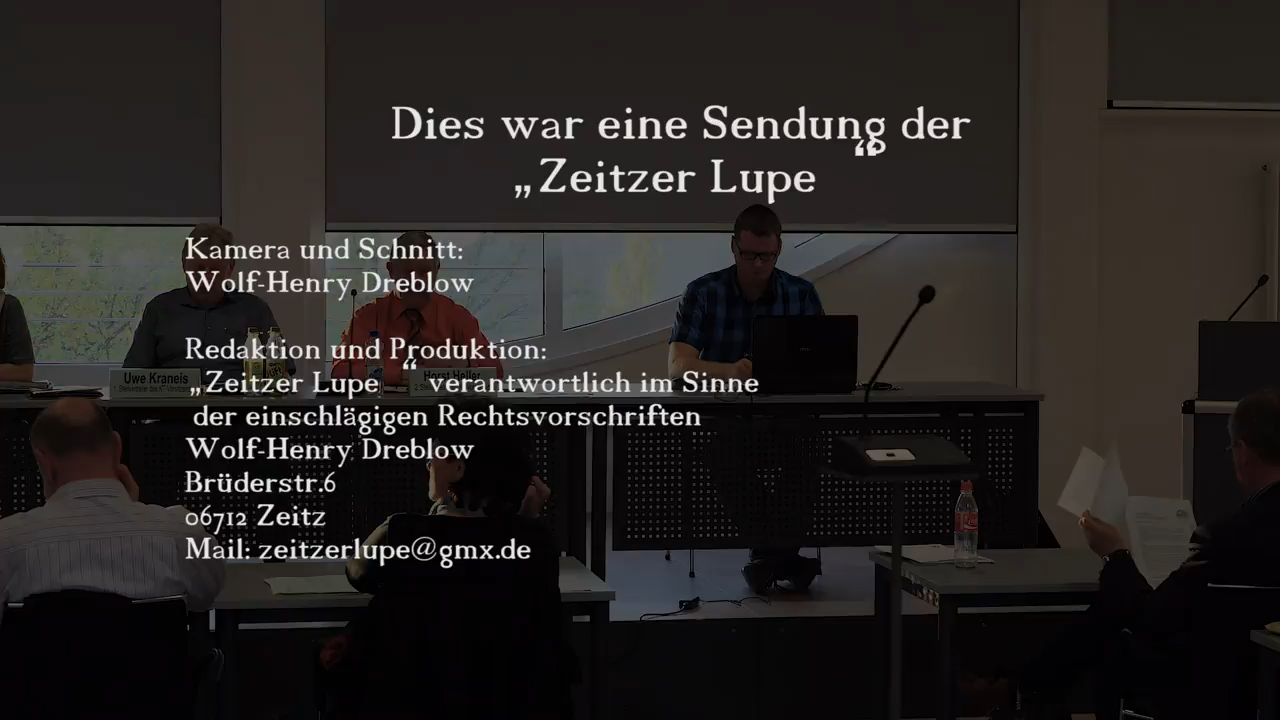 Dies war eine Sendung der
„Zeitzer Lupe“
Kamera und Schnitt:
Wolf-Henry Dreblow
Redaktion und Produktion:
„Zeitzer Lupe“ verantwortlich im Sinne
der einschlägigen Rechtsvorschriften
Wolf-Henry Dreblow
Brüderstr.6
06712 Zeitz
Mail: zeitzerlupe@gmx.de
Uwe Kraneis
Horst Heller